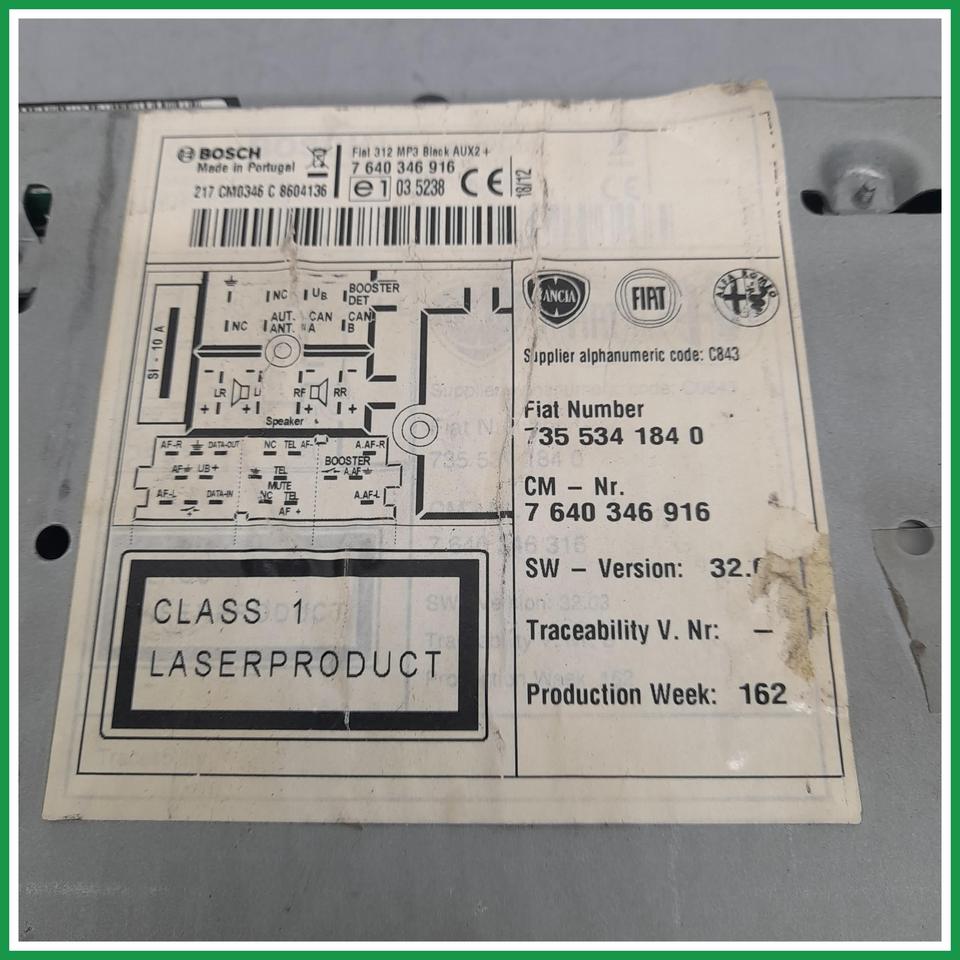 BOSCH
Made in Portugal
217 CM0346 C 8604136
Fiat 312 MP3 Black AUX2+
7 640 346 916
e1 03 5238 CE
18/12
NC UB BOOSTER DET
NC AUT. ANT. CAN A CAN B
SI - 10 A
- - - -
LR RF RR
+ + + +
Speaker
AF-R DATA-OUT NC TEL AF- A.AF-R
AF UB+ TEL MUTE BOOSTER A.AF
AF-L DATA-IN NC TEL AF + A.AF-L
CLASS 1
LASERPRODUCT
LANCIA FIAT ALFA ROMEO
Supplier alphanumeric code: C843
Fiat Number
735 534 184 0
CM - Nr.
7 640 346 916
SW - Version: 32.
Traceability V. Nr: -
Production Week: 162